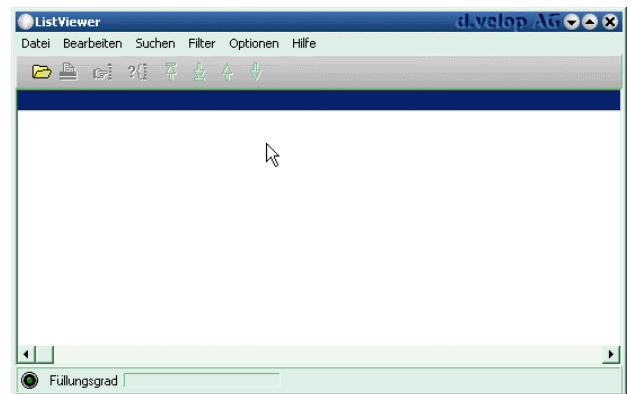 ListViewer d.velop AG
Datei Bearbeiten Suchen Filter Optionen Hilfe
Füllungsgrad